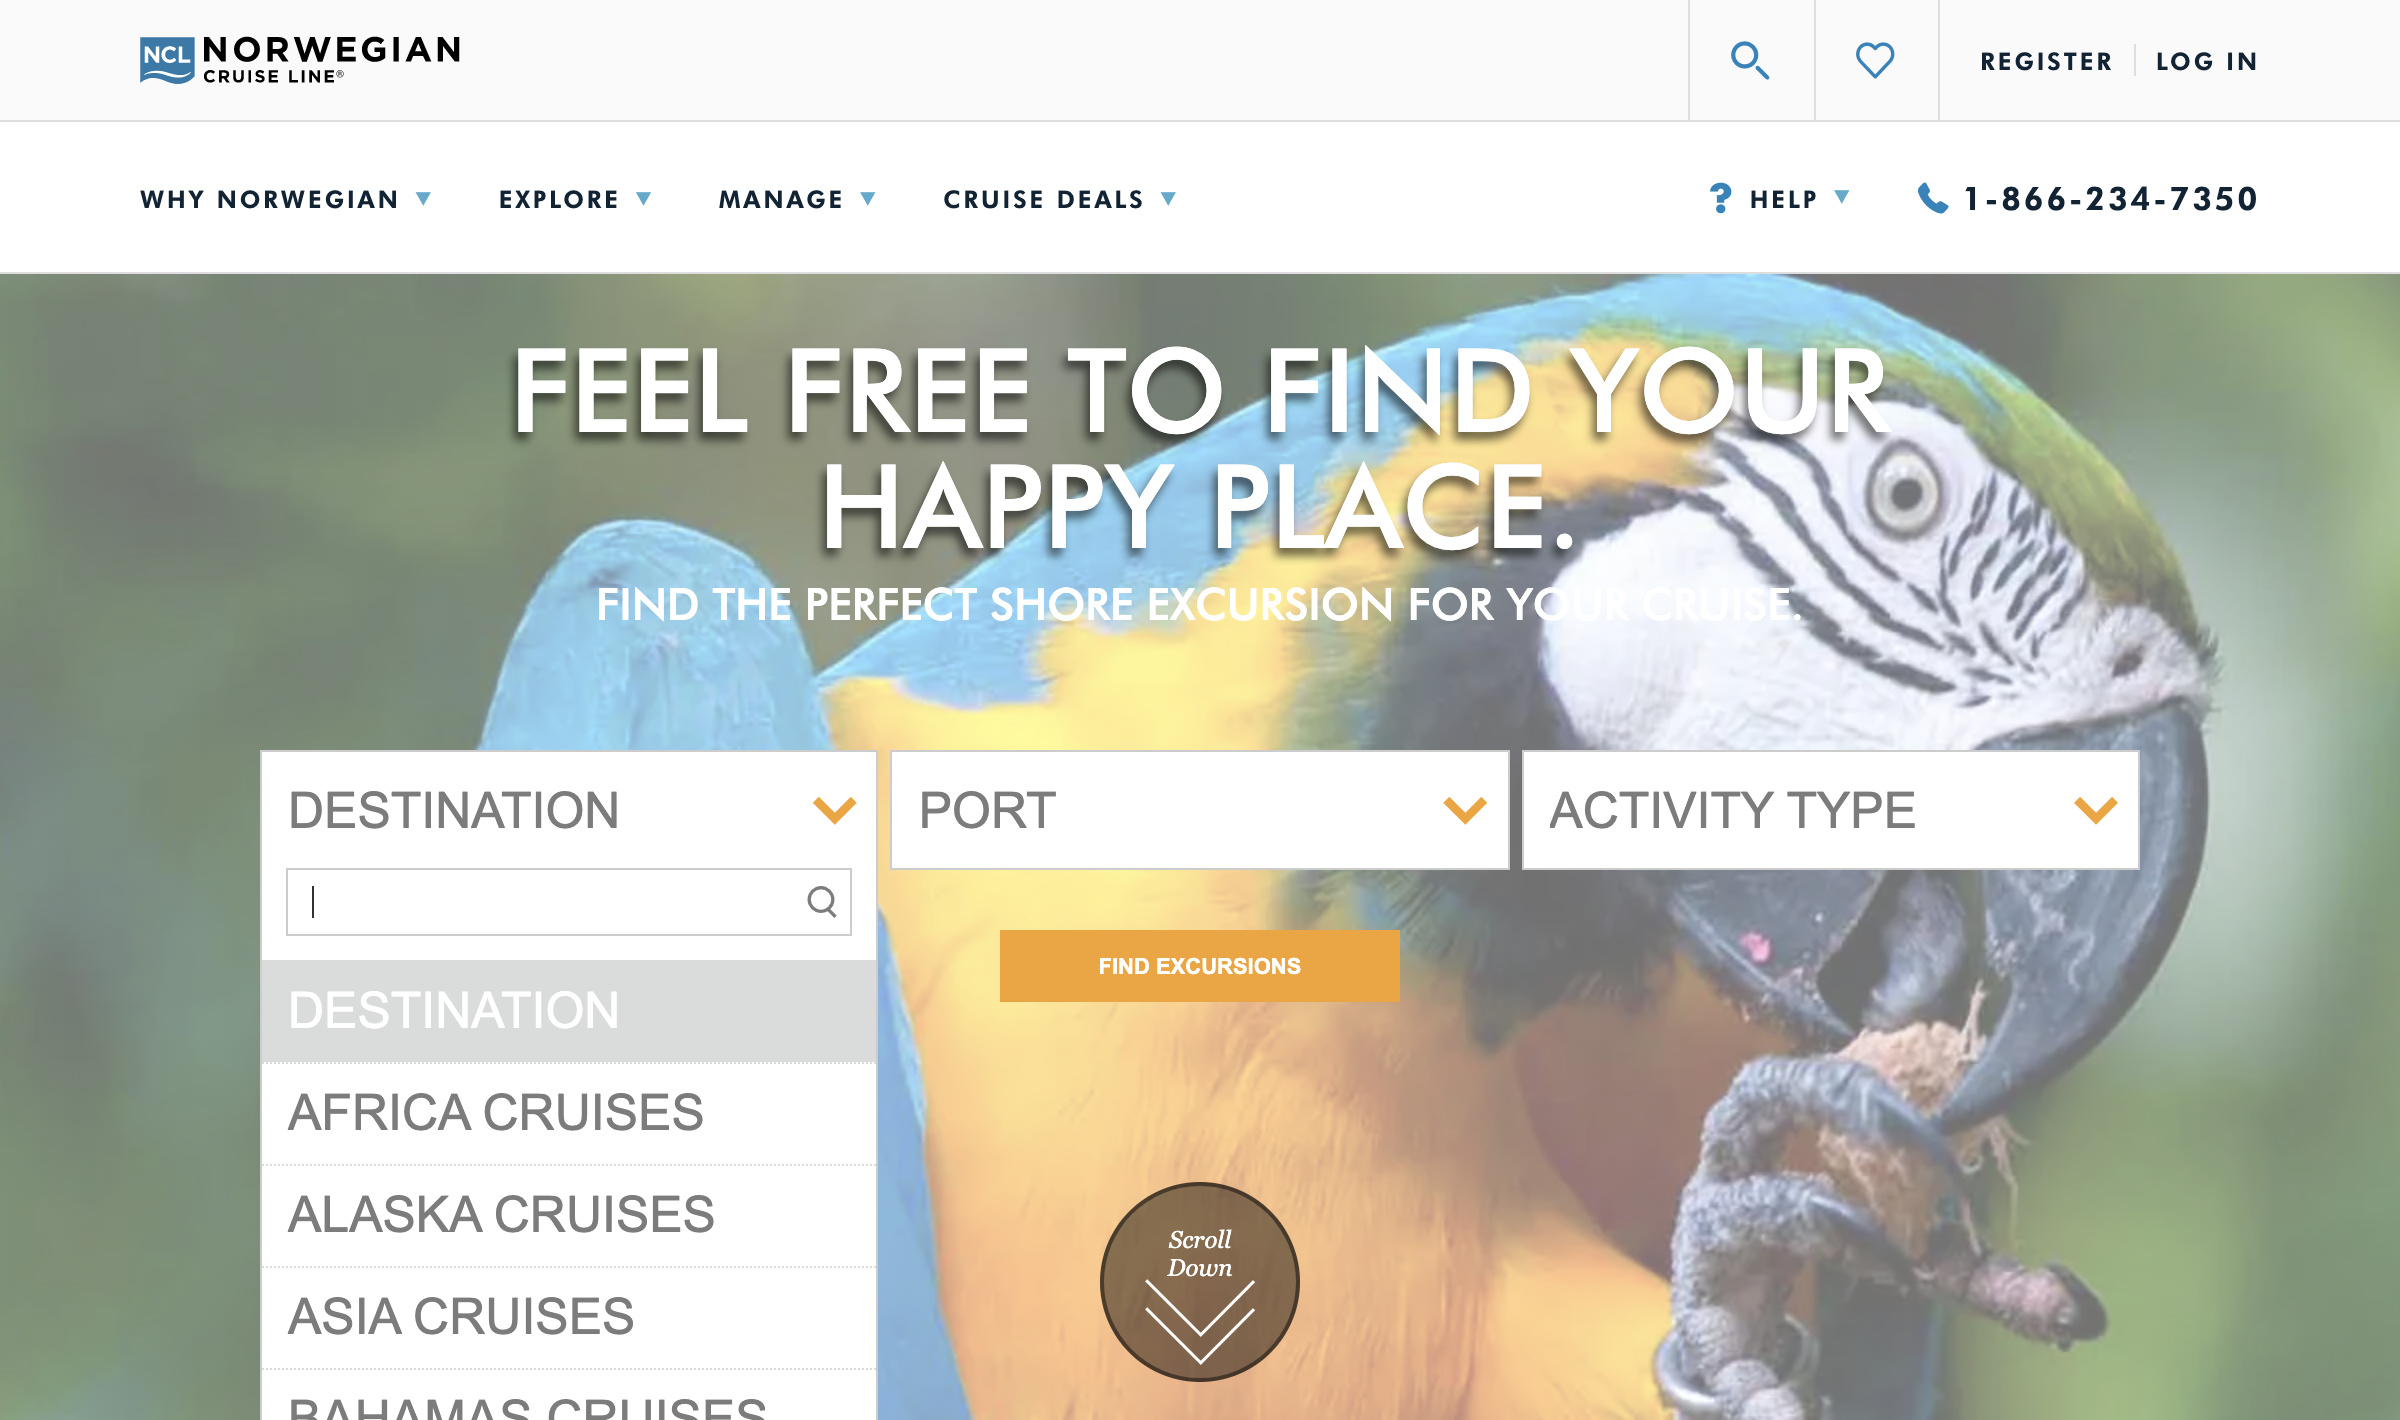 NCL NORWEGIAN
CRUISE LINE®
REGISTER LOG IN
WHY NORWEGIAN EXPLORE MANAGE CRUISE DEALS HELP 1-866-234-7350
FEEL FREE TO FIND YOUR
HAPPY PLACE.
FIND THE PERFECT SHORE EXCURSION FOR YOUR CRUISE.
DESTINATION PORT ACTIVITY TYPE
FIND EXCURSIONS
DESTINATION
AFRICA CRUISES
ALASKA CRUISES
ASIA CRUISES
BAHAMAS CRUISES
Scroll
Down